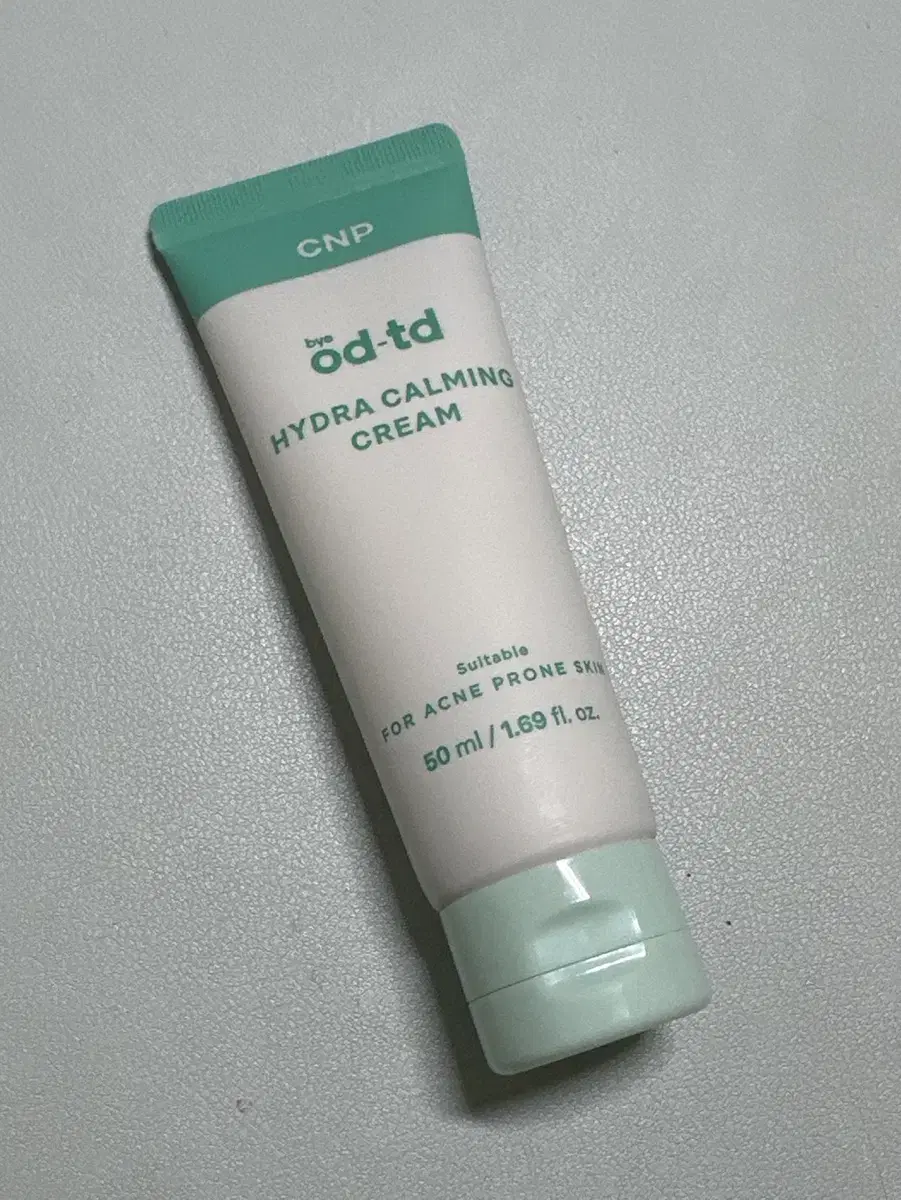 CNP
bye
od-td
HYDRA CALMING
CREAM
Suitable
FOR ACNE PRONE SKIN
50 ml / 1.69 fl. oz.